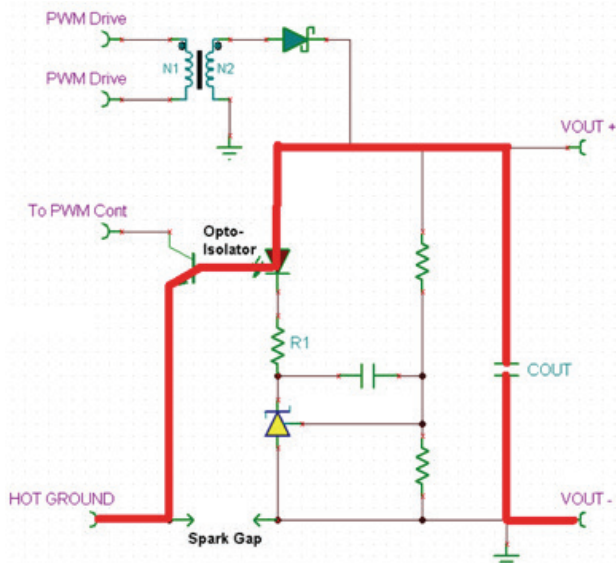 PWM Drive
N1
N2
PWM Drive
VOUT +
To PWM Cont
Opto-
Isolator
R1
COUT
HOT GROUND
VOUT -
Spark Gap